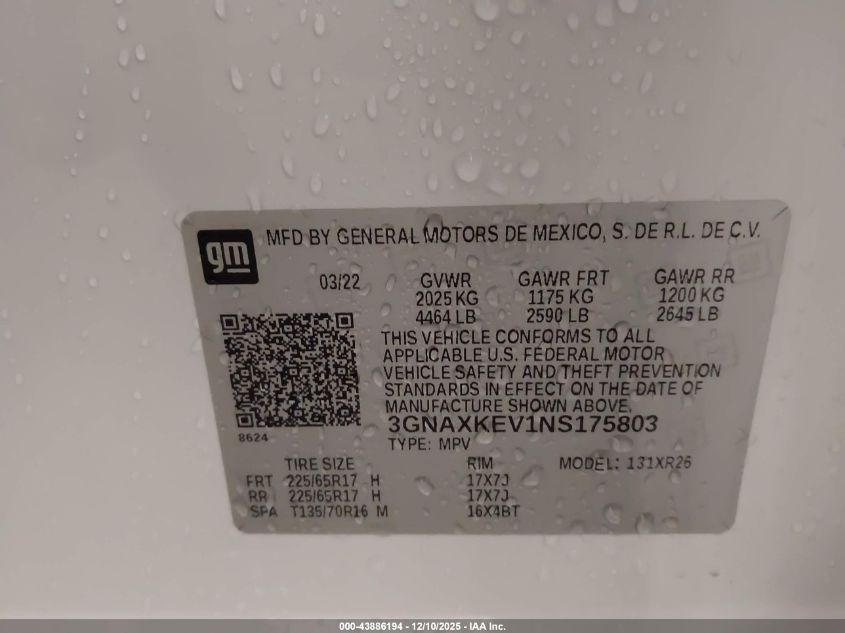 gm
MFD BY GENERAL MOTORS DE MEXICO, S. DE R.L. DE C.V.
03/22 GVWR GAWR FRT GAWR RR
2025 KG 1175 KG 1200 KG
4464 LB 2590 LB 2645 LB
THIS VEHICLE CONFORMS TO ALL
APPLICABLE U.S. FEDERAL MOTOR
VEHICLE SAFETY AND THEFT PREVENTION
STANDARDS IN EFFECT ON THE DATE OF
MANUFACTURE SHOWN ABOVE.
3GNAXKEV1NS175803
8624
TYPE: MPV
TIRE SIZE RIM MODEL: 131XR26
FRT 225/65R17 H 17X7J
RR 225/65R17 H 17X7J
SPA T135/70R16 M 16X4BT
000-43886194 - 12/10/2025 - IAA Inc.